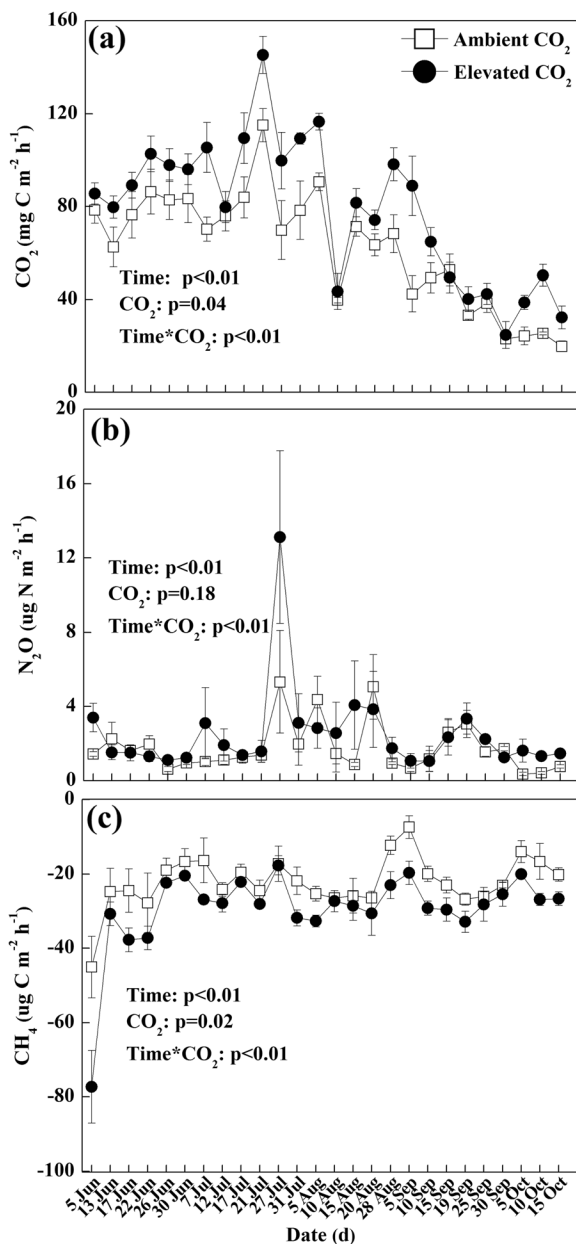 (a)
Ambient CO₂
Elevated CO₂
160
120
80
40
0
CO₂ (mg C m⁻² h⁻¹)
Time: p<0.01
CO₂: p=0.04
Time*CO₂: p<0.01
(b)
20
16
12
8
4
0
N₂O (ug N m⁻² h⁻¹)
Time: p<0.01
CO₂: p=0.18
Time*CO₂: p<0.01
(c)
0
-20
-40
-60
-80
-100
CH₄ (ug C m⁻² h⁻¹)
Time: p<0.01
CO₂: p=0.02
Time*CO₂: p<0.01
5 Jun
13 Jun
17 Jun
22 Jun
26 Jun
30 Jun
7 Jul
12 Jul
17 Jul
21 Jul
27 Jul
31 Jul
5 Aug
10 Aug
15 Aug
20 Aug
28 Aug
5 Sep
10 Sep
15 Sep
19 Sep
25 Sep
30 Sep
5 Oct
10 Oct
15 Oct
Date (d)